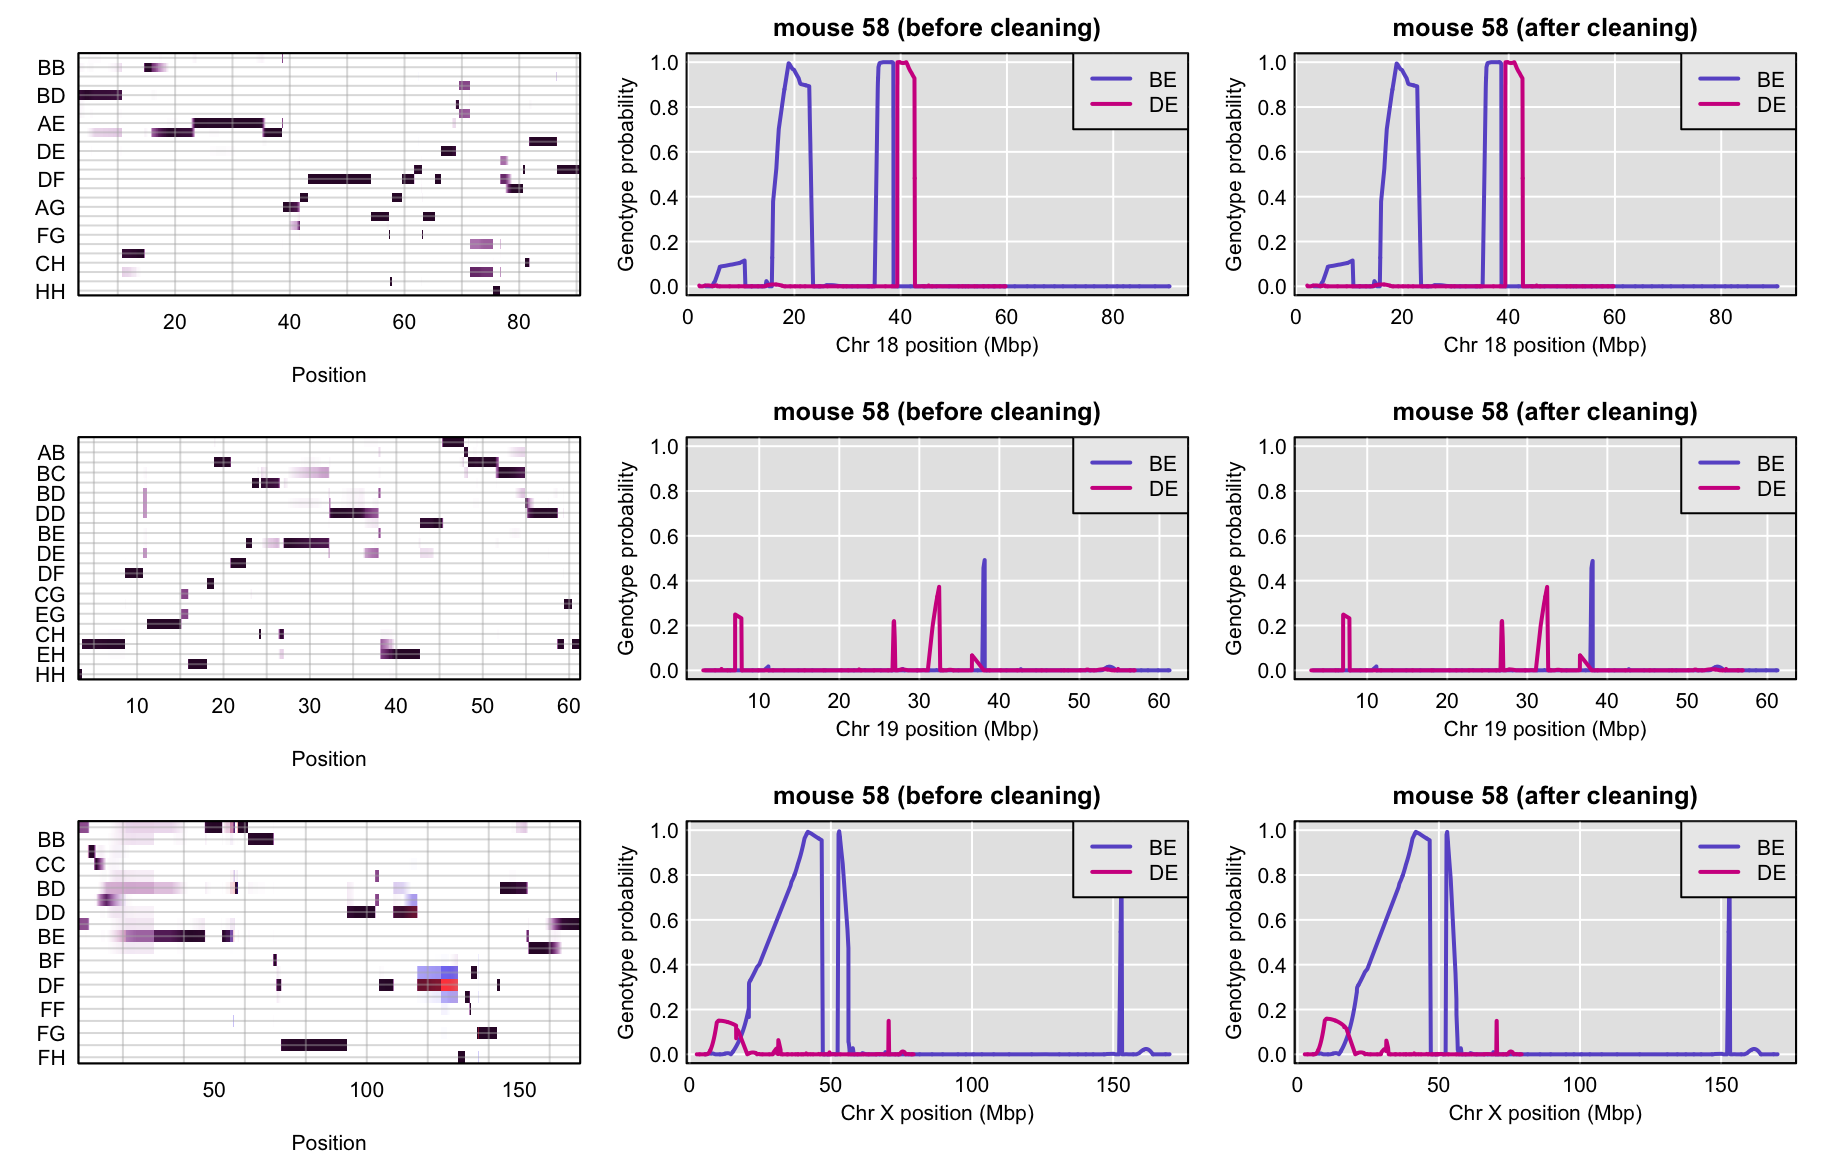 BB
BD
AE
DE
DF
AG
FG
CH
HH
20 40 60 80
Position
mouse 58 (before cleaning)
Genotype probability
1.0
0.8
0.6
0.4
0.2
0.0
BE
DE
0 20 40 60 80
Chr 18 position (Mbp)
mouse 58 (after cleaning)
Genotype probability
1.0
0.8
0.6
0.4
0.2
0.0
BE
DE
0 20 40 60 80
Chr 18 position (Mbp)
AB
BC
BD
DD
BE
DE
DF
CG
EG
CH
EH
HH
10 20 30 40 50 60
Position
mouse 58 (before cleaning)
Genotype probability
1.0
0.8
0.6
0.4
0.2
0.0
BE
DE
10 20 30 40 50 60
Chr 19 position (Mbp)
mouse 58 (after cleaning)
Genotype probability
1.0
0.8
0.6
0.4
0.2
0.0
BE
DE
10 20 30 40 50 60
Chr 19 position (Mbp)
BB
CC
BD
DD
BE
BF
DF
FF
FG
FH
50 100 150
Position
mouse 58 (before cleaning)
Genotype probability
1.0
0.8
0.6
0.4
0.2
0.0
BE
DE
0 50 100 150
Chr X position (Mbp)
mouse 58 (after cleaning)
Genotype probability
1.0
0.8
0.6
0.4
0.2
0.0
BE
DE
0 50 100 150
Chr X position (Mbp)